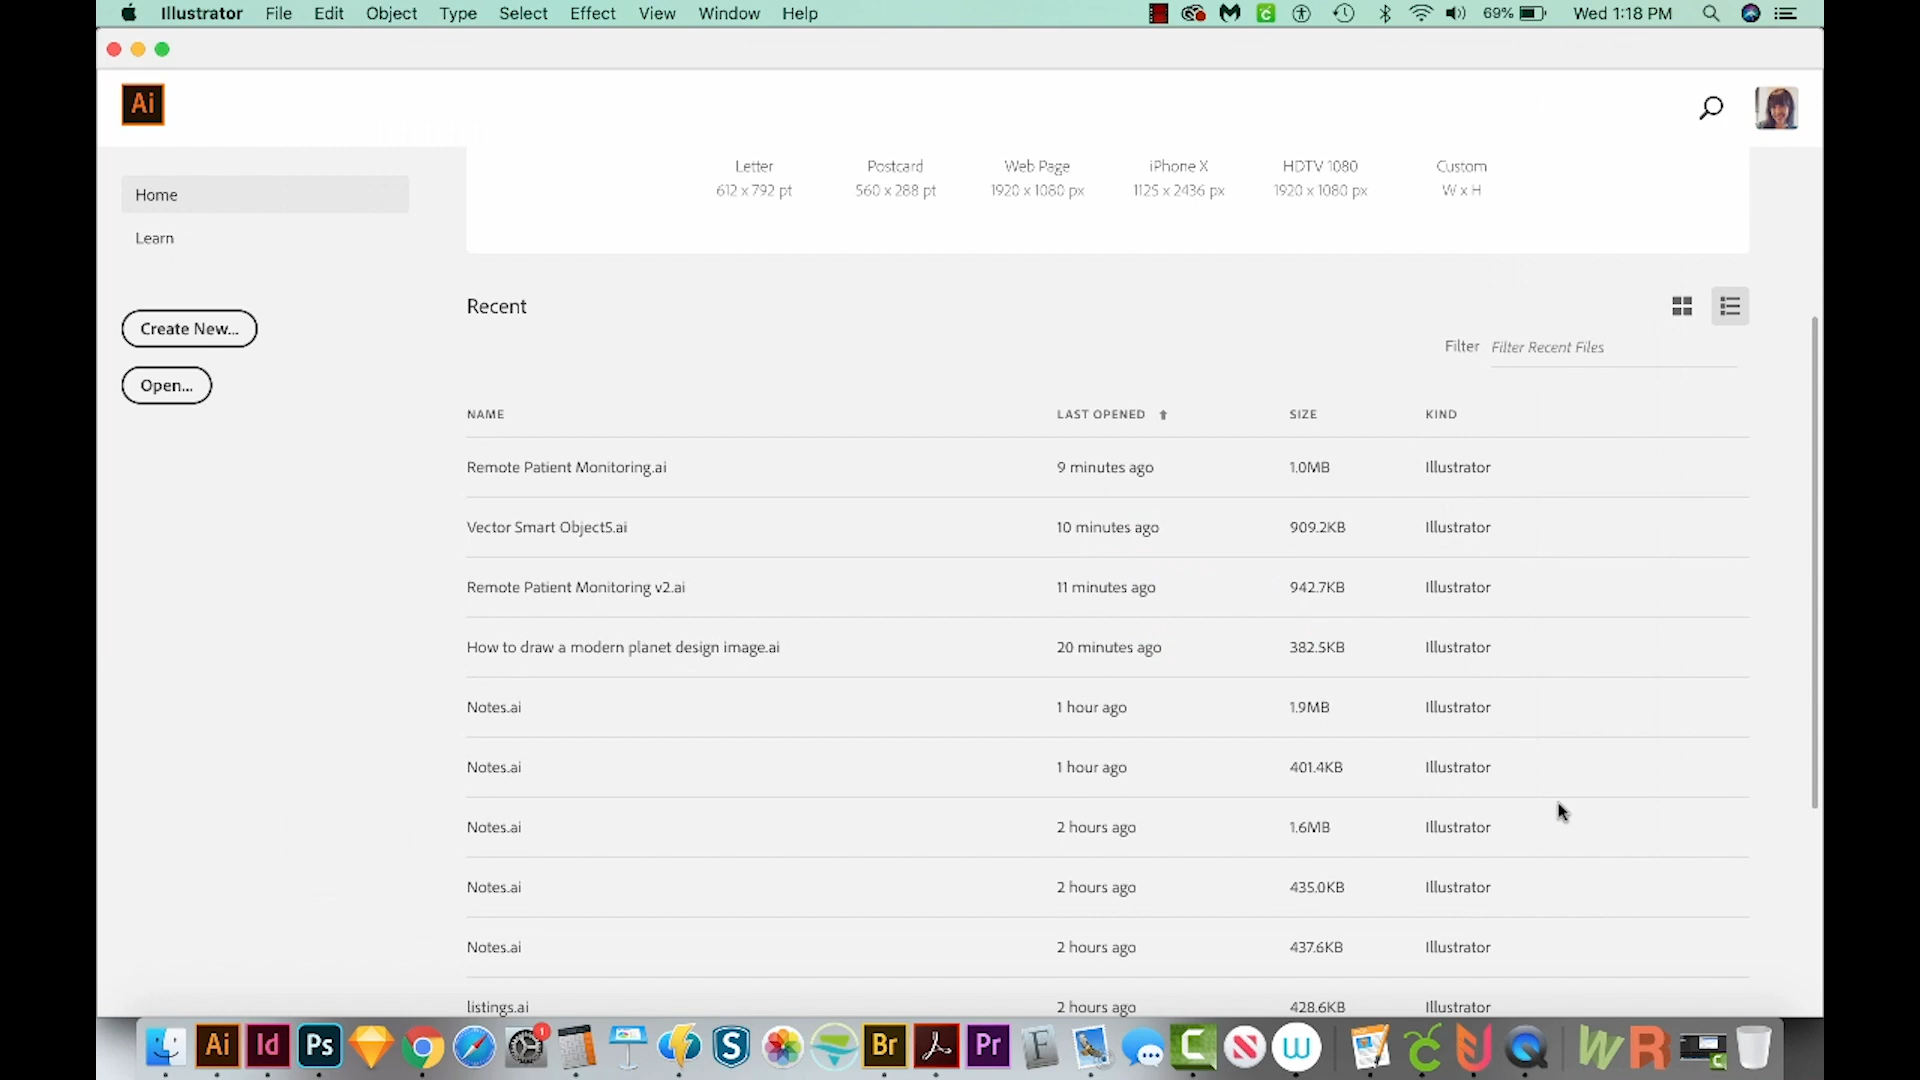 Illustrator File Edit Object Type Select Effect View Window Help 69% Wed 1:18 PM
Ai
Letter Postcard Web Page iPhone X HDTV 1080 Custom
612 x 792 pt 560 x 288 pt 1920 x 1080 px 1125 x 2436 px 1920 x 1080 px W x H
Home
Learn
Create New...
Open...
Recent
Filter Filter Recent Files
NAME LAST OPENED SIZE KIND
Remote Patient Monitoring.ai 9 minutes ago 1.0MB Illustrator
Vector Smart ObjectS.ai 10 minutes ago 909.2KB Illustrator
Remote Patient Monitoring v2.ai 11 minutes ago 942.7KB Illustrator
How to draw a modern planet design image.ai 20 minutes ago 382.5KB Illustrator
Notes.ai 1 hour ago 1.9MB Illustrator
Notes.ai 1 hour ago 401.4KB Illustrator
Notes.ai 2 hours ago 1.6MB Illustrator
Notes.ai 2 hours ago 435.0KB Illustrator
Notes.ai 2 hours ago 437.6KB Illustrator
listings.ai 2 hours ago 428.6KB Illustrator
Ai Id Ps 1 S Br Pr F C N W R